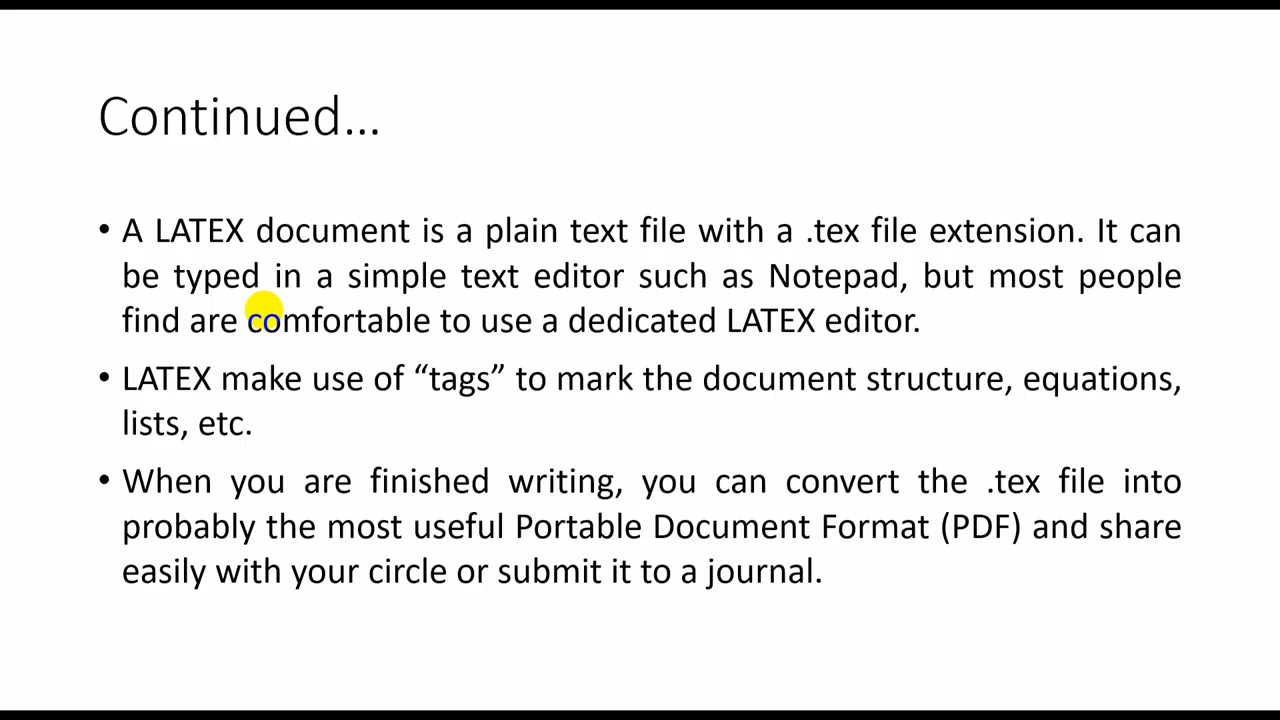 Continued...
• A LATEX document is a plain text file with a .tex file extension. It can
be typed in a simple text editor such as Notepad, but most people
find are comfortable to use a dedicated LATEX editor.
• LATEX make use of “tags” to mark the document structure, equations,
lists, etc.
• When you are finished writing, you can convert the .tex file into
probably the most useful Portable Document Format (PDF) and share
easily with your circle or submit it to a journal.